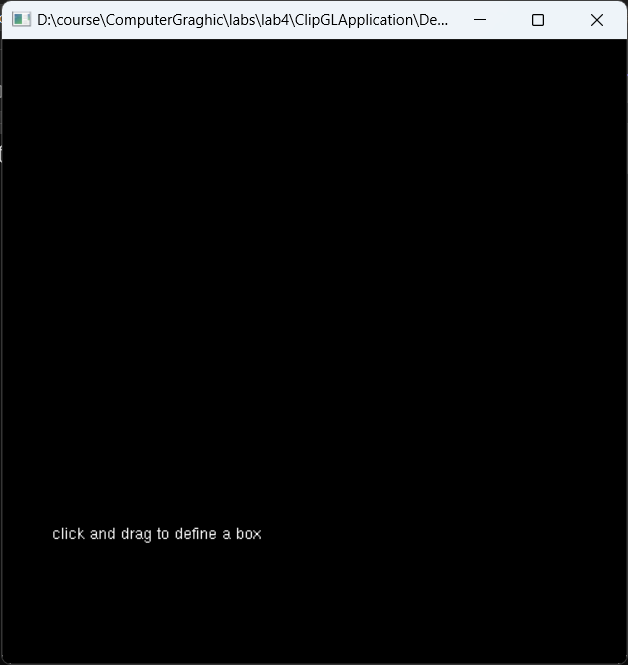 D:\course\ComputerGraghic\labs\lab4\ClipGLApplication\De...
click and drag to define a box